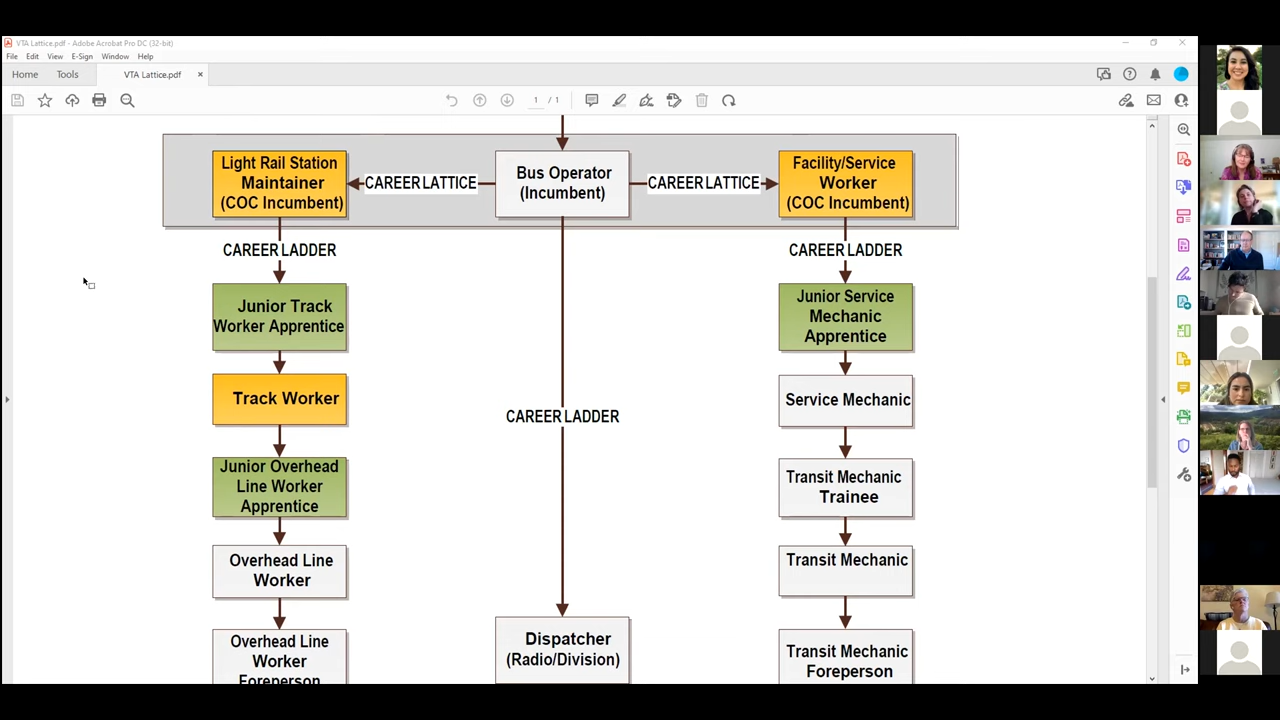 VTA Lattice.pdf - Adobe Acrobat Pro DC (32-bit)
File Edit View E-Sign Window Help
Home Tools VTA Lattice.pdf
1 / 1
Light Rail Station
Maintainer
(COC Incumbent)
CAREER LATTICE
Bus Operator
(Incumbent)
CAREER LATTICE
Facility/Service
Worker
(COC Incumbent)
CAREER LADDER
CAREER LADDER
Junior Track
Worker Apprentice
Junior Service
Mechanic
Apprentice
Track Worker
CAREER LADDER
Service Mechanic
Junior Overhead
Line Worker
Apprentice
Transit Mechanic
Trainee
Overhead Line
Worker
Transit Mechanic
Overhead Line
Worker
Foreperson
Dispatcher
(Radio/Division)
Transit Mechanic
Foreperson